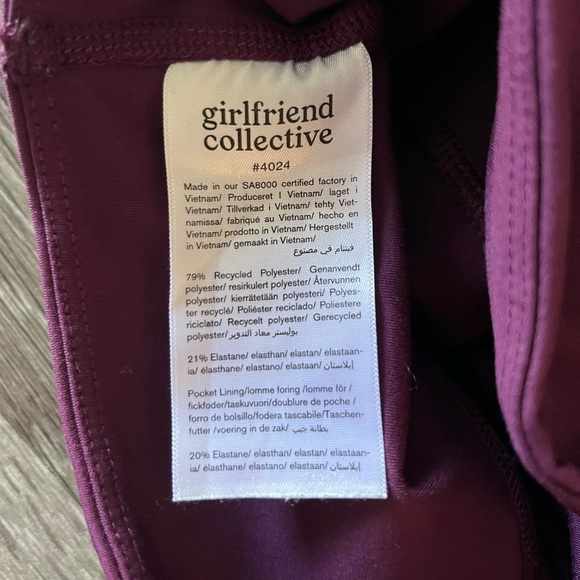 girlfriend
collective
#4024
Made in our SA8000 certified factory in
Vietnam/ Produceret I Vietnam/ laget i
Vietnam/ Tillverkad i Vietnam/ tehty Viet-
namissa/ fabriqué au Vietnam/ hecho en
Vietnam/ prodotto in Vietnam/ Hergestellt
in Vietnam/ gemaakt in Vietnam/
فيتنام في مصنوع
79% Recycled Polyester/ Genanvendt
polyester/ resirkulert polyester/ Återvunnen
polyester/ kierrätetään polyesteri/ Polyes-
ter recyclé/ Poliéster reciclado/ Poliestere
riciclato/ Recycelt polyester/ Gerecycled
polyester/ بوليستر معاد التدوير
21% Elastane/ elasthan/ elastan/ elastaan-
ia/ élasthane/ elastano/ elastaan/ إيلاستان/
Pocket Lining/lomme foring /lomme fôr /
fickfoder/taskuvuori/doublure de poche /
forro de bolsillo/fodera tascabile/Taschen-
futter /voering in de zak/ بطانة جيب
20% Elastane/ elasthan/ elastan/ elastaan-
ia/ élasthane/ elastano/ elastaan/ إيلاستان/